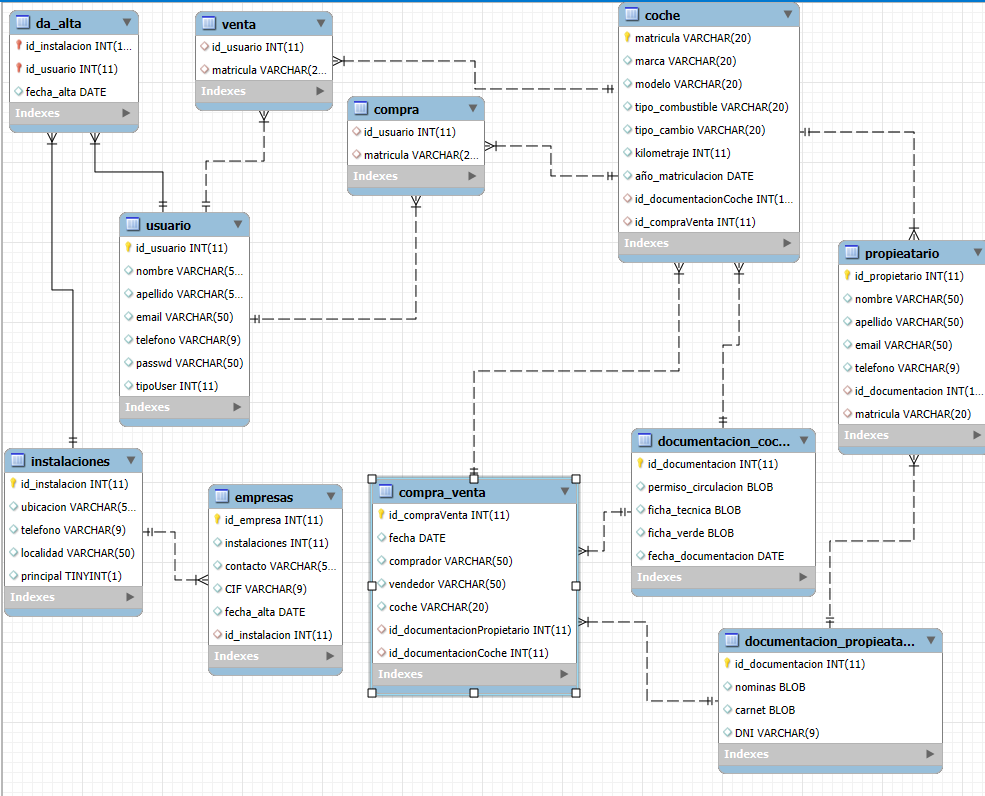 da_alta
id_instalacion INT(1...
id_usuario INT(11)
fecha_alta DATE
Indexes
venta
id_usuario INT(11)
matricula VARCHAR(2...
Indexes
compra
id_usuario INT(11)
matricula VARCHAR(2...
Indexes
coche
matricula VARCHAR(20)
marca VARCHAR(20)
modelo VARCHAR(20)
tipo_combustible VARCHAR(20)
tipo_cambio VARCHAR(20)
kilometraje INT(11)
año_matriculacion DATE
id_documentacionCoche INT(1...
id_compraVenta INT(11)
Indexes
usuario
id_usuario INT(11)
nombre VARCHAR(5...
apellido VARCHAR(5...
email VARCHAR(50)
telefono VARCHAR(9)
passwd VARCHAR(50)
tipoUser INT(11)
Indexes
propieatario
id_propietario INT(11)
nombre VARCHAR(50)
apellido VARCHAR(50)
email VARCHAR(50)
telefono VARCHAR(9)
id_documentacion INT(1...
matricula VARCHAR(20)
Indexes
instalaciones
id_instalacion INT(11)
ubicacion VARCHAR(5...
telefono VARCHAR(9)
localidad VARCHAR(50)
principal TINYINT(1)
Indexes
empresas
id_empresa INT(11)
instalaciones INT(11)
contacto VARCHAR(5...
CIF VARCHAR(9)
fecha_alta DATE
id_instalacion INT(11)
Indexes
compra_venta
id_compraVenta INT(11)
fecha DATE
comprador VARCHAR(50)
vendedor VARCHAR(50)
coche VARCHAR(20)
id_documentacionPropietario INT(11)
id_documentacionCoche INT(11)
Indexes
documentacion_coc...
id_documentacion INT(11)
permiso_circulacion BLOB
ficha_tecnica BLOB
ficha_verde BLOB
fecha_documentacion DATE
Indexes
documentacion_propieata...
id_documentacion INT(11)
nominas BLOB
carnet BLOB
DNI VARCHAR(9)
Indexes